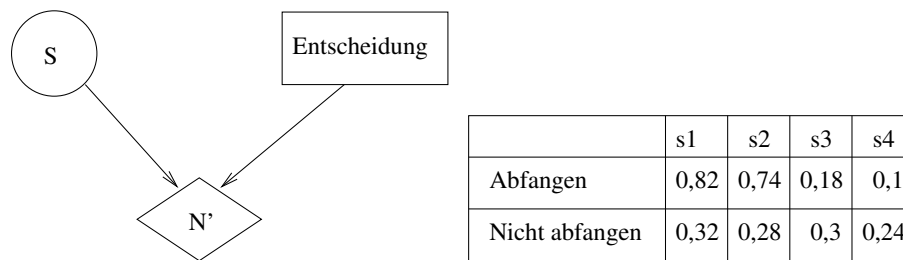 S
Entscheidung
N’
s1 s2 s3 s4
Abfangen 0,82 0,74 0,18 0,1
Nicht abfangen 0,32 0,28 0,3 0,24